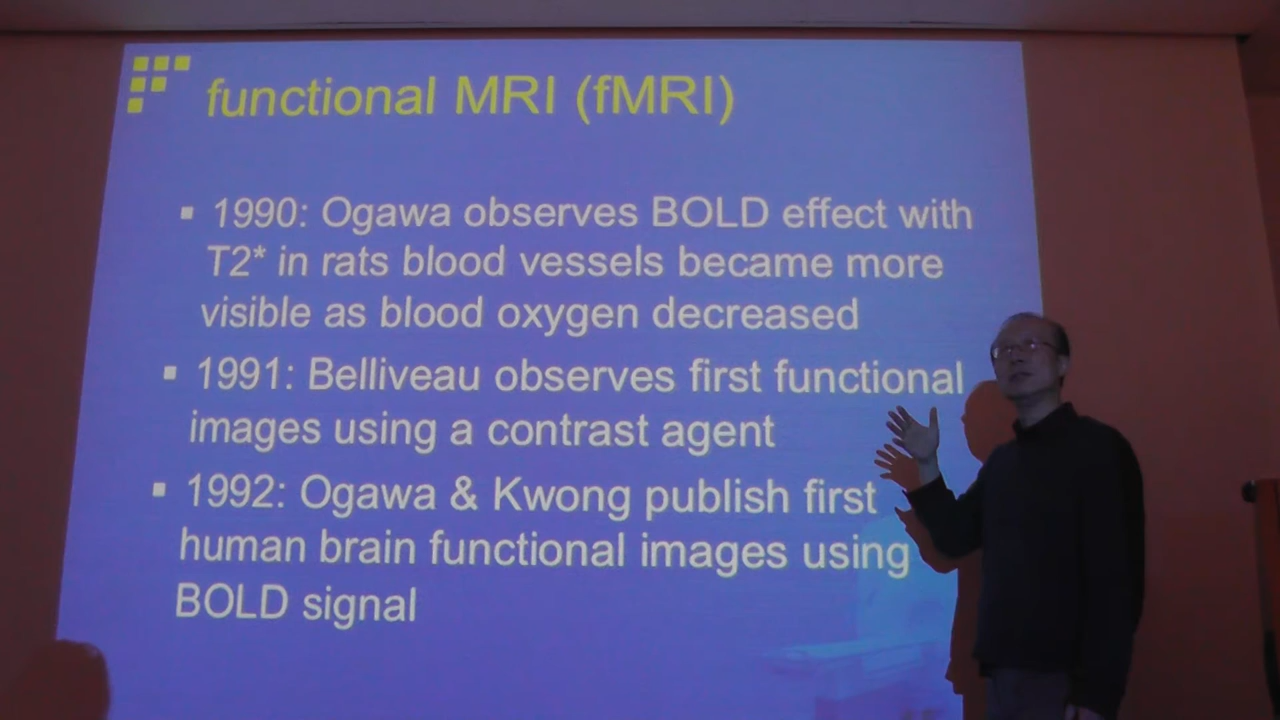 functional MRI (fMRI)
▪ 1990: Ogawa observes BOLD effect with
T2* in rats blood vessels became more
visible as blood oxygen decreased
▪ 1991: Belliveau observes first functional
images using a contrast agent
▪ 1992: Ogawa & Kwong publish first
human brain functional images using
BOLD signal